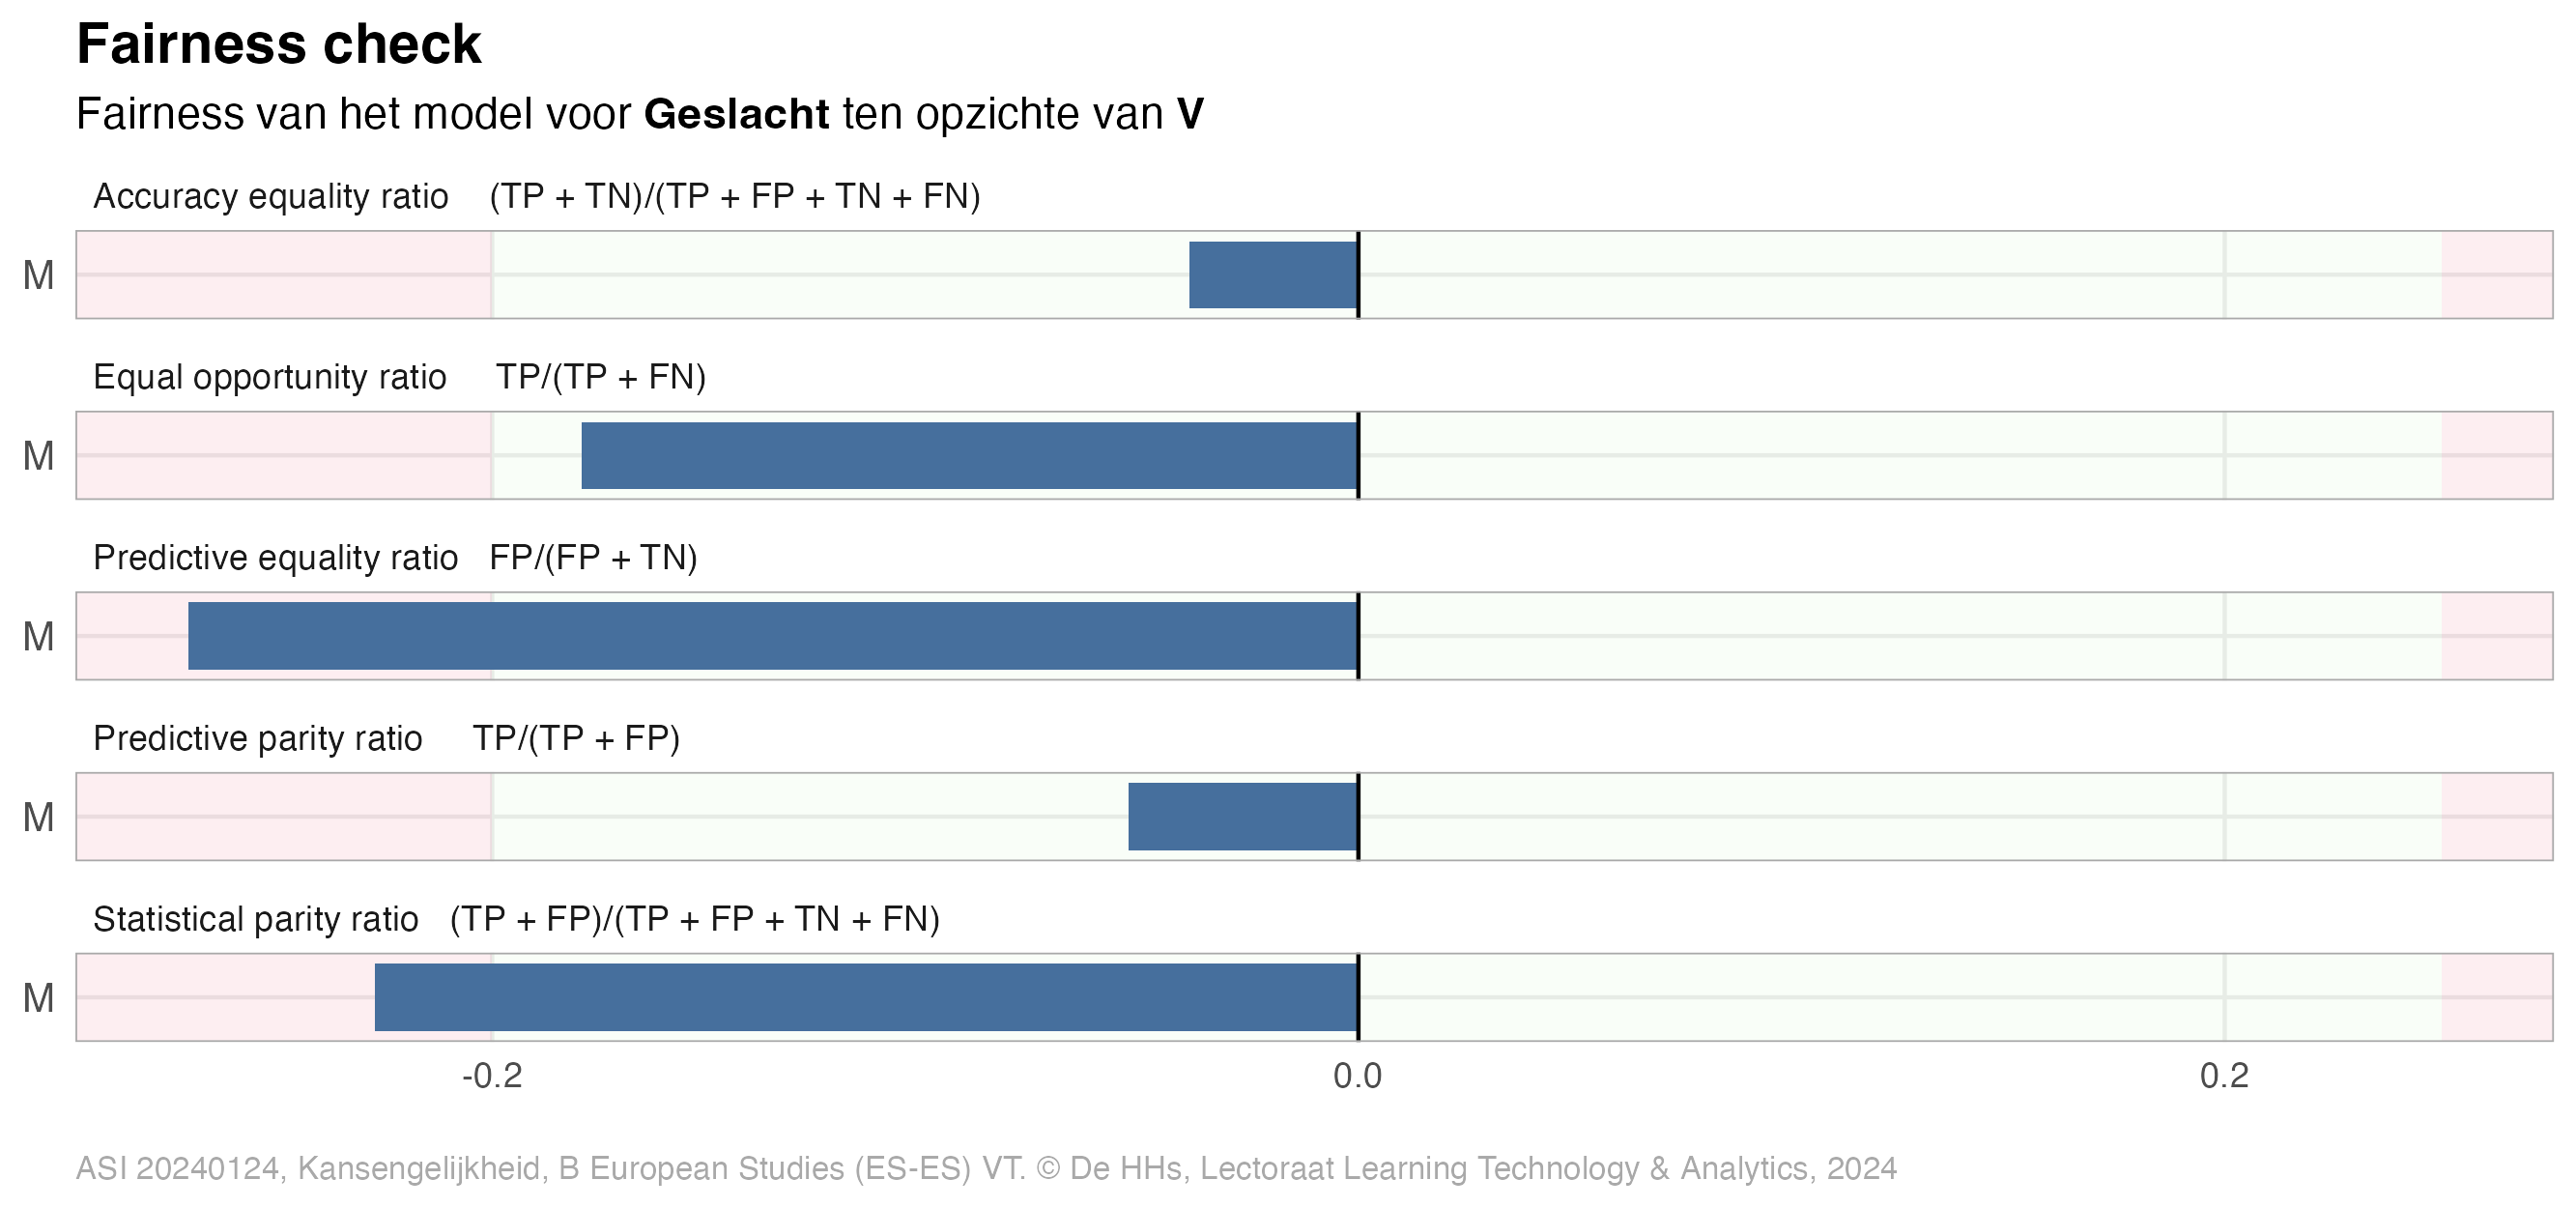 Fairness check
Fairness van het model voor Geslacht ten opzichte van V
Accuracy equality ratio (TP + TN)/(TP + FP + TN + FN)
M
Equal opportunity ratio TP/(TP + FN)
M
Predictive equality ratio FP/(FP + TN)
M
Predictive parity ratio TP/(TP + FP)
M
Statistical parity ratio (TP + FP)/(TP + FP + TN + FN)
M
-0.2 0.0 0.2
ASI 20240124, Kansengelijkheid, B European Studies (ES-ES) VT. © De HHs, Lectoraat Learning Technology & Analytics, 2024